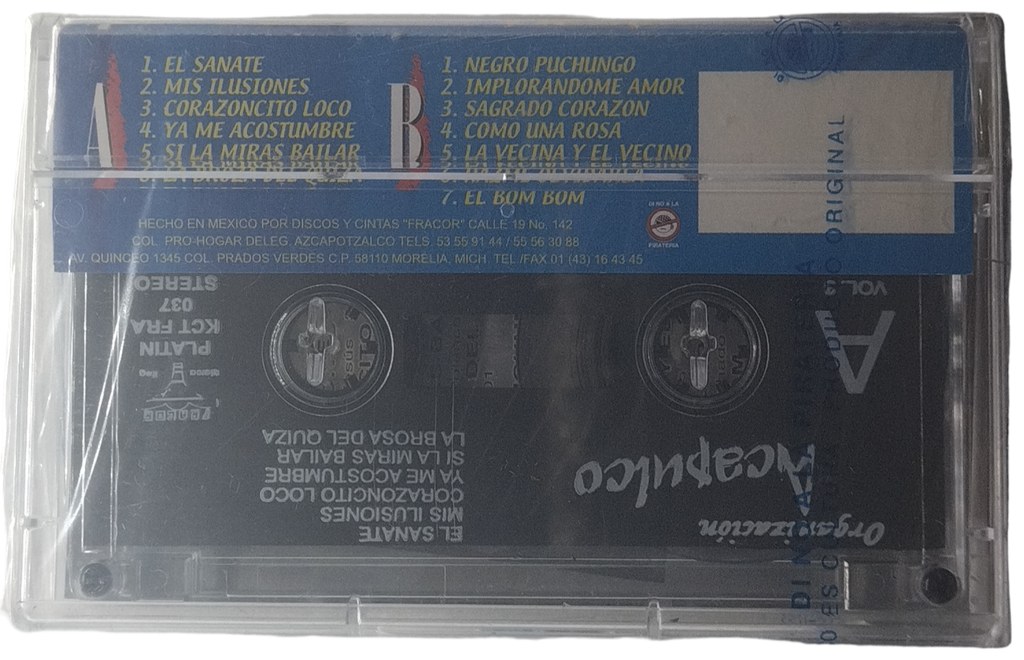 A
1. EL SANATE
2. MIS ILUSIONES
3. CORAZONCITO LOCO
4. YA ME ACOSTUMBRE
5. SI LA MIRAS BAILAR
B
1. NEGRO PUCHUNGO
2. IMPLORANDOME AMOR
3. SAGRADO CORAZON
4. COMO UNA ROSA
5. LA VECINA Y EL VECINO
7. EL BOM BOM
HECHO EN MEXICO POR DISCOS Y CINTAS "FRACOR" CALLE 19 No. 142
COL. PRO-HOGAR DELEG. AZCAPOTZALCO TELS. 53 55 91 44 / 55 56 30 88
AV. QUINCEO 1345 COL. PRADOS VERDES C.P. 58110 MORELIA, MICH. TEL /FAX 01 (43) 16 43 45
DI NO A LA
PIRATERIA
ORIGINAL
Organización
Acapulco
A
VOL. 3
EL SANATE
MIS ILUSIONES
CORAZONCITO LOCO
YA ME ACOSTUMBRE
SI LA MIRAS BAILAR
LA BROSA DEL QUIZA
PLATIN
KCT FRA
037
STEREO